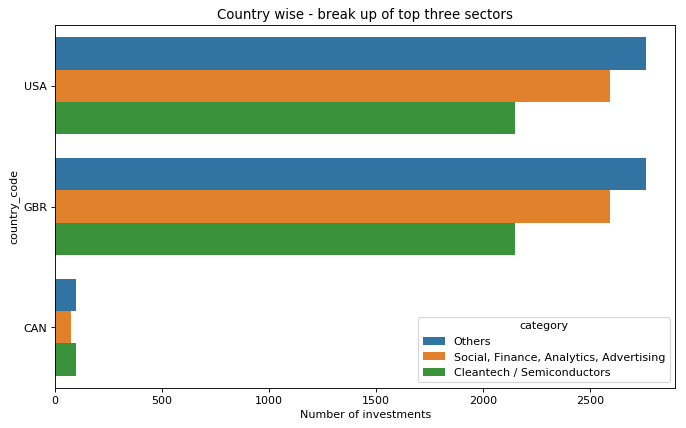 Country wise - break up of top three sectors
country_code
USA
GBR
CAN
category
Others
Social, Finance, Analytics, Advertising
Cleantech / Semiconductors
0 500 1000 1500 2000 2500
Number of investments